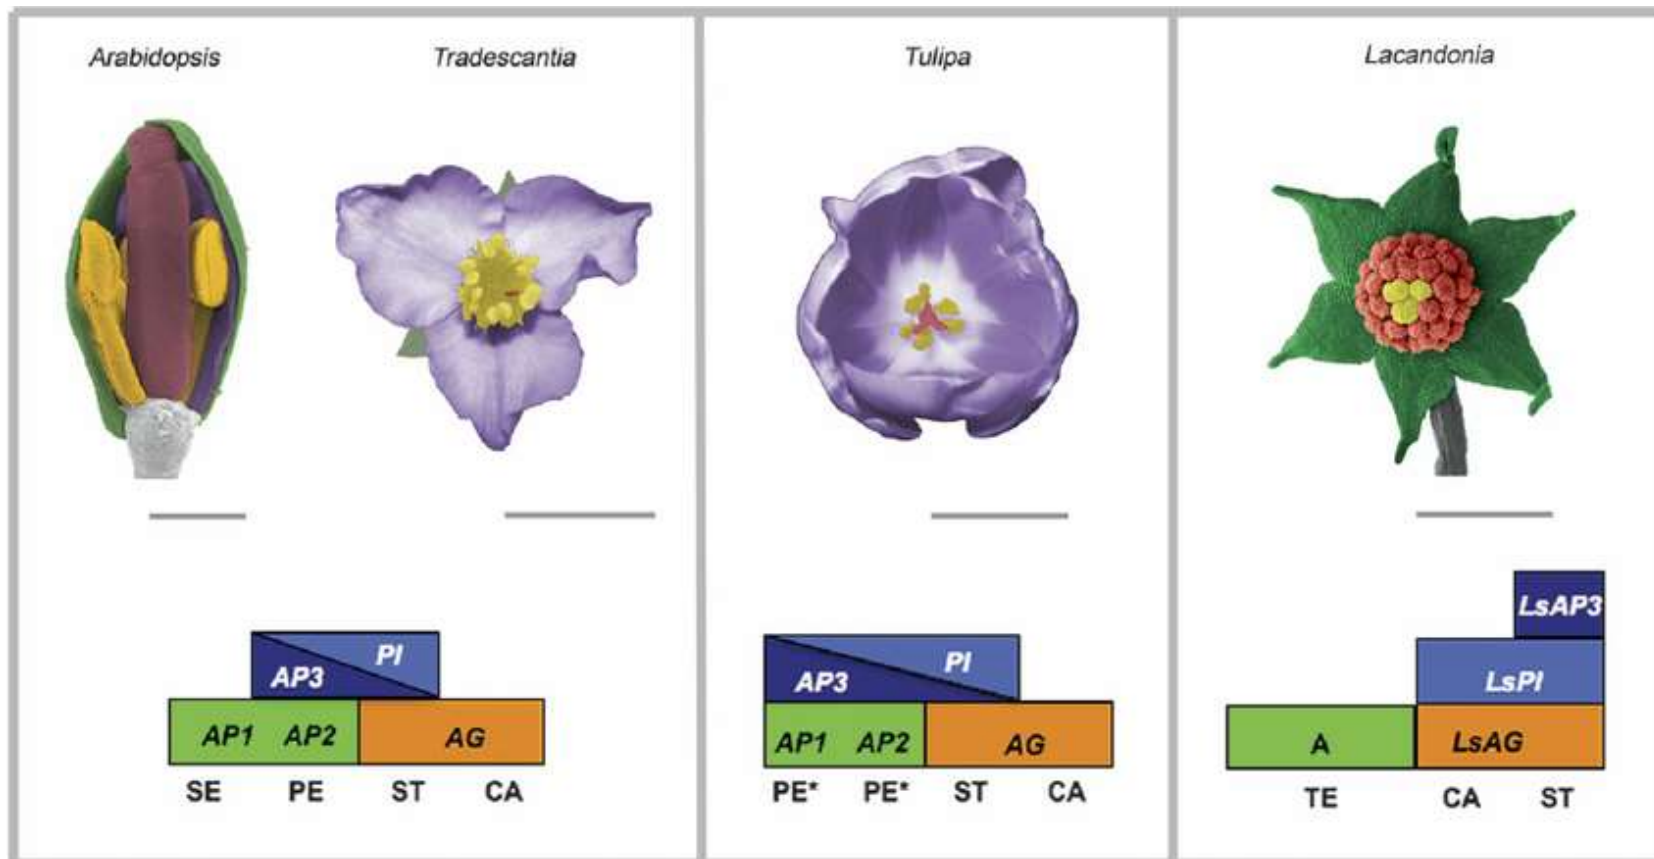 Arabidopsis
Tradescantia
Tulipa
Lacandonia
PI
AP3
AP1 AP2 AG
SE PE ST CA
PI
AP3
AP1 AP2 AG
PE* PE* ST CA
LsAP3
LsPI
A LsAG
TE CA ST